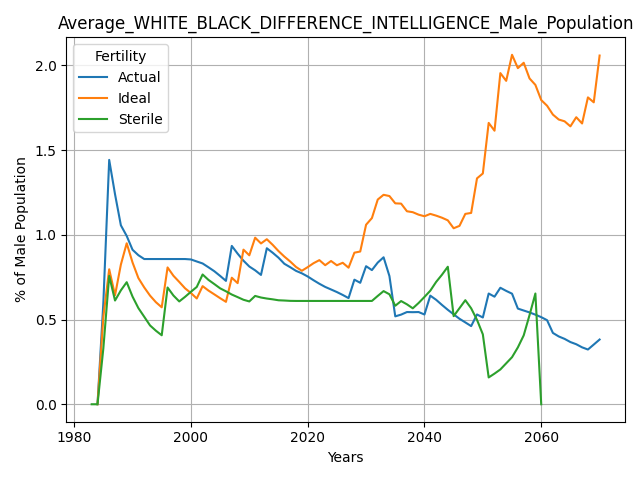 Average_WHITE_BLACK_DIFFERENCE_INTELLIGENCE_Male_Population
Fertility
Actual
Ideal
Sterile
% of Male Population
2.0
1.5
1.0
0.5
0.0
1980
2000
2020
2040
2060
Years